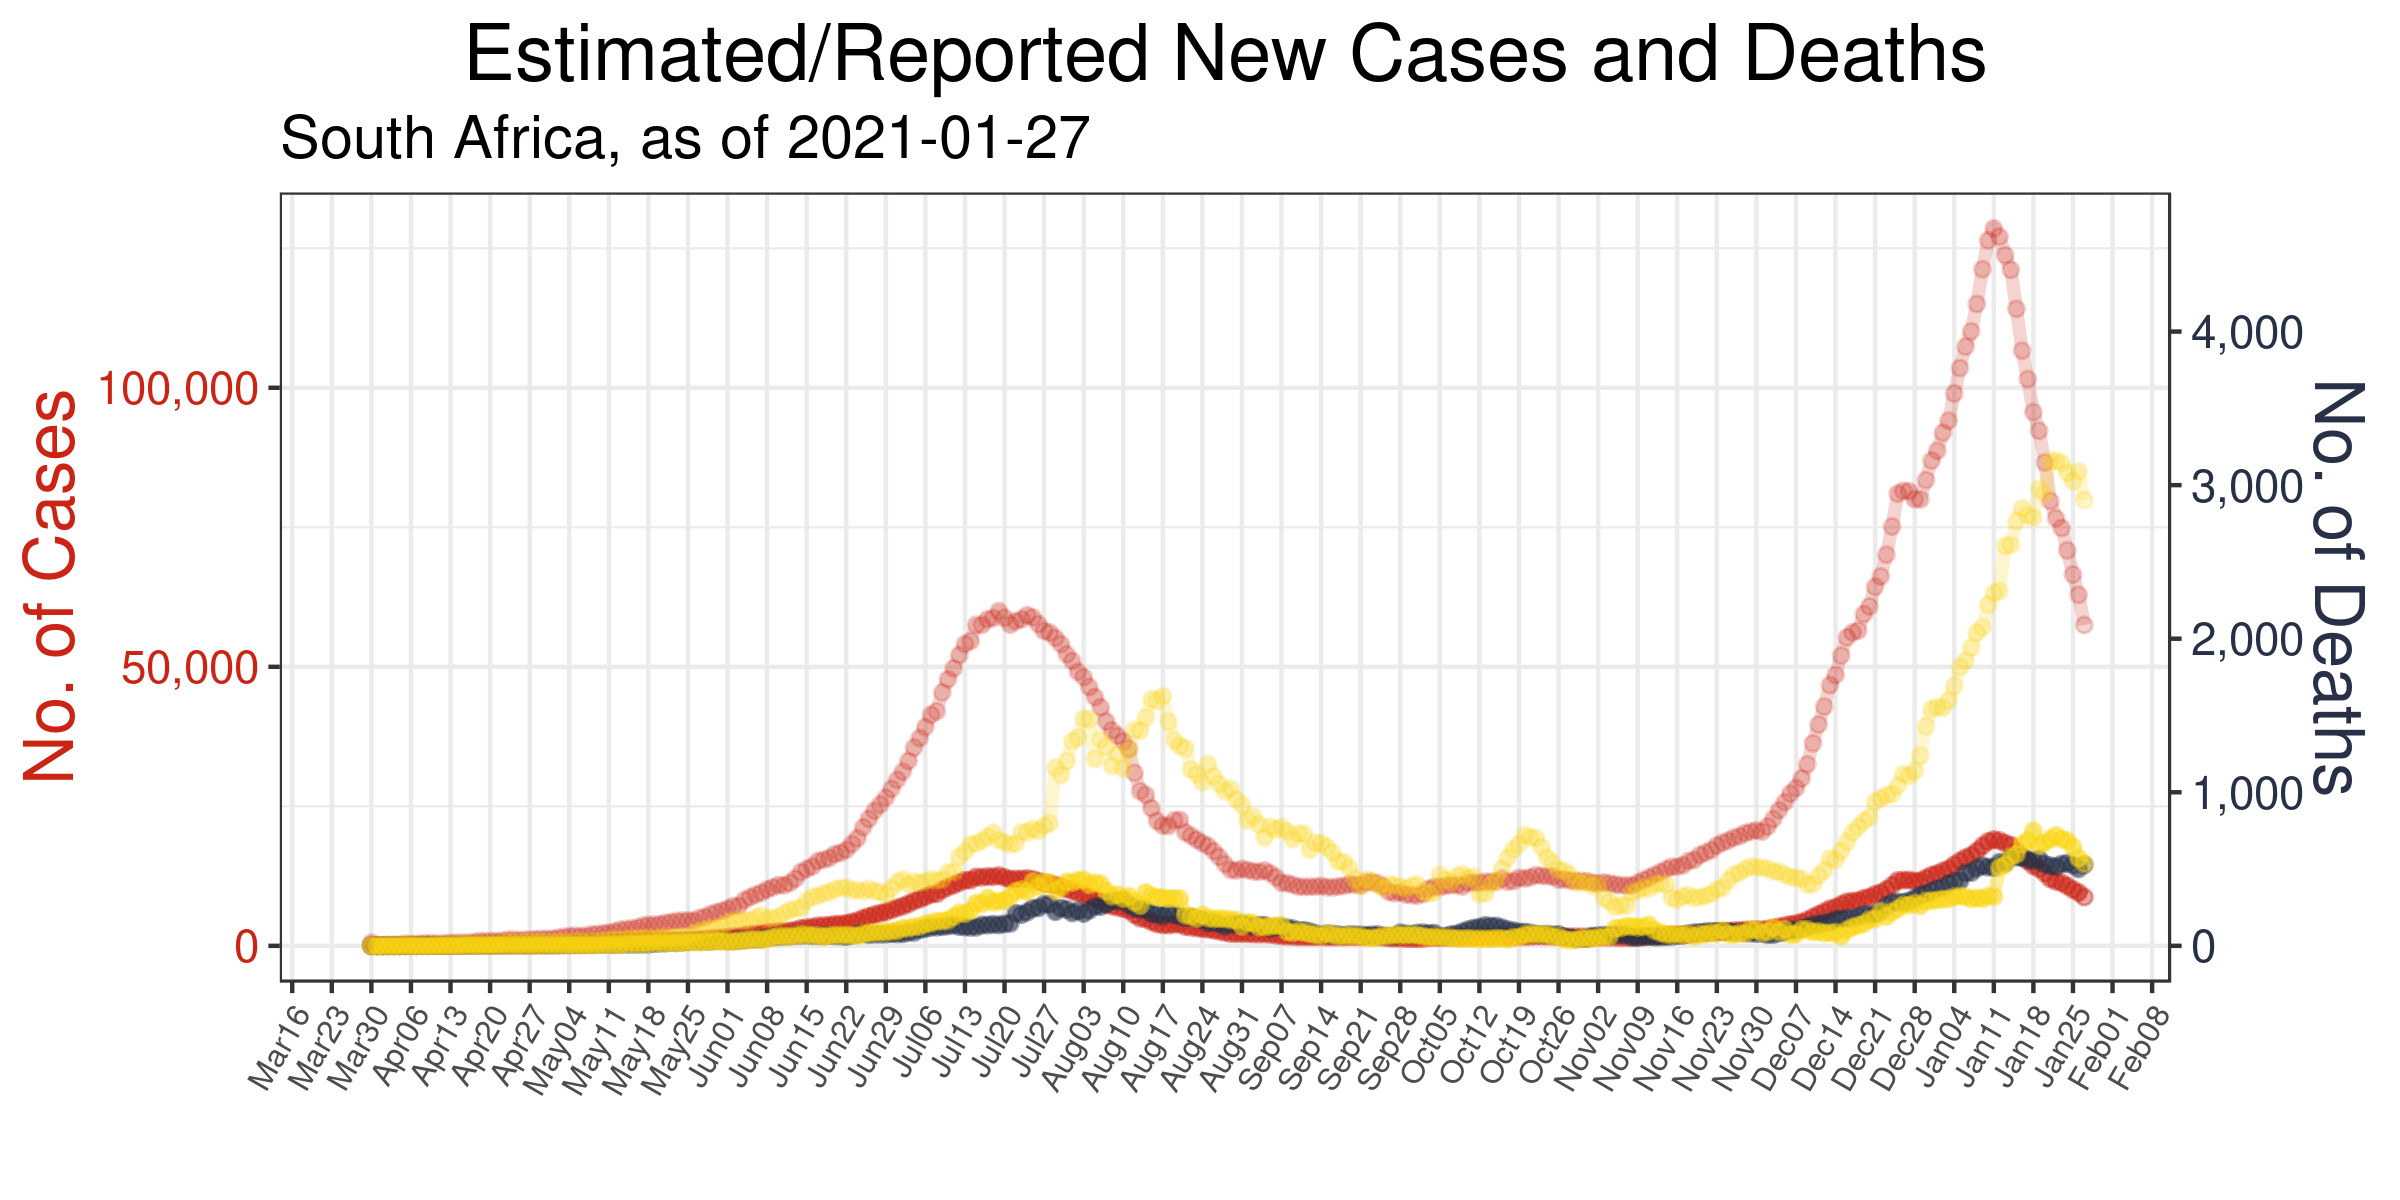 Estimated/Reported New Cases and Deaths
South Africa, as of 2021-01-27
No. of Cases
100,000
50,000
0
4,000
3,000
2,000
1,000
0
No. of Deaths
Mar16
Mar23
Mar30
Apr06
Apr13
Apr20
Apr27
May04
May11
May18
May25
Jun01
Jun08
Jun15
Jun22
Jun29
Jul06
Jul13
Jul20
Jul27
Aug03
Aug10
Aug17
Aug24
Aug31
Sep07
Sep14
Sep21
Sep28
Oct05
Oct12
Oct19
Oct26
Nov02
Nov09
Nov16
Nov23
Nov30
Dec07
Dec14
Dec21
Dec28
Jan04
Jan11
Jan18
Jan25
Feb01
Feb08